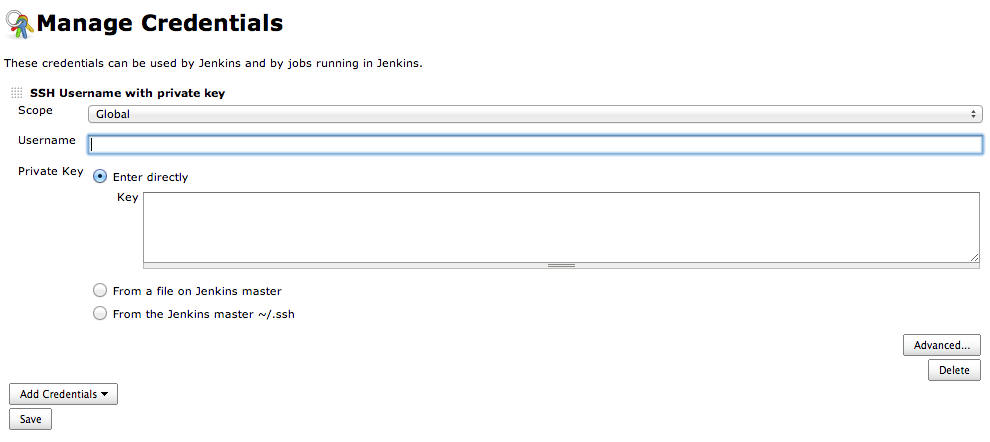 Manage Credentials
These credentials can be used by Jenkins and by jobs running in Jenkins.
SSH Username with private key
Scope Global
Username
Private Key Enter directly
Key
From a file on Jenkins master
From the Jenkins master ~/.ssh
Advanced...
Delete
Add Credentials
Save